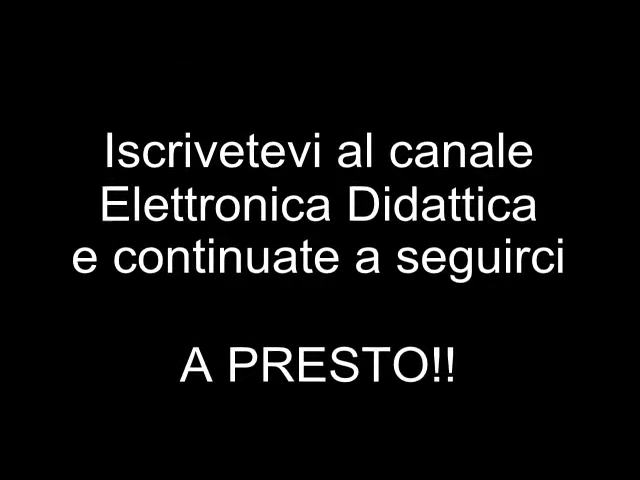 Iscrivetevi al canale
Elettronica Didattica
e continuate a seguirci
A PRESTO!!